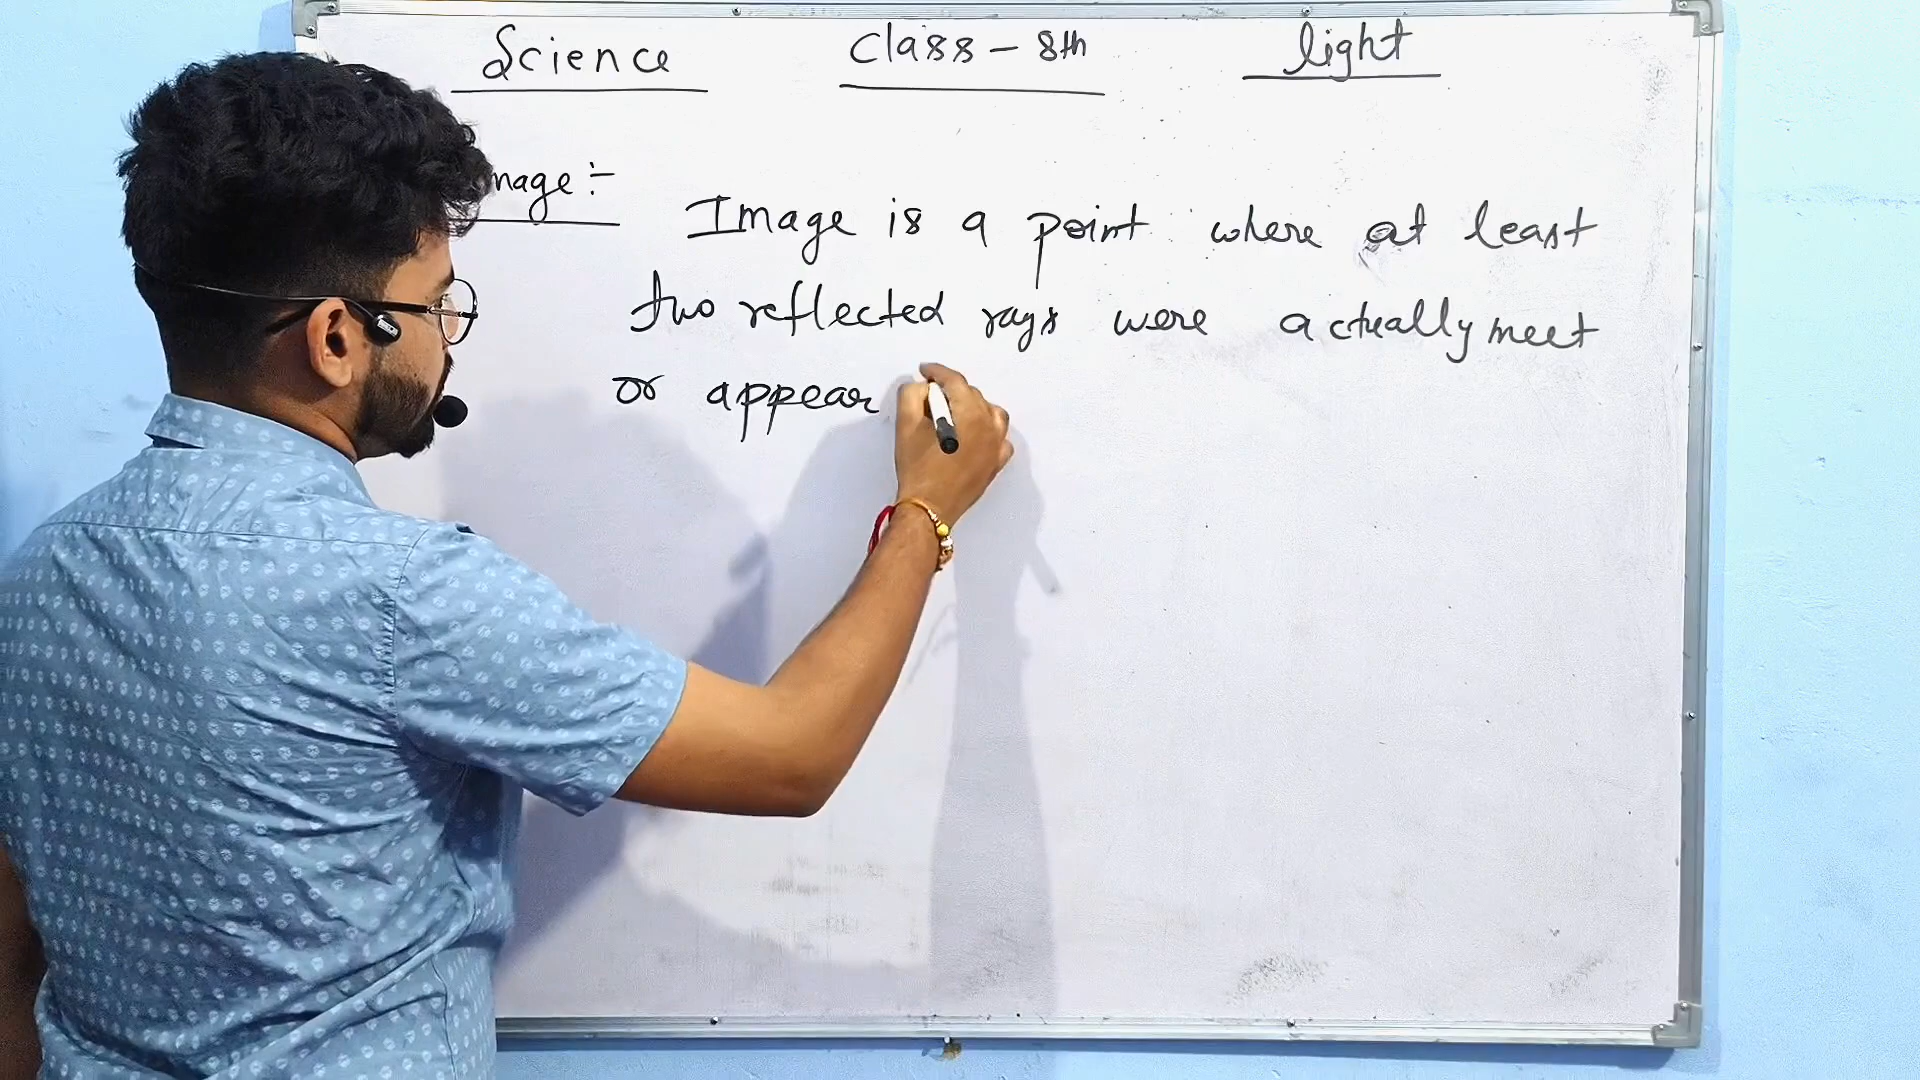 Science Class - 8th light
mage :-
Image is a point where at least
two reflected rays were actually meet
or appear